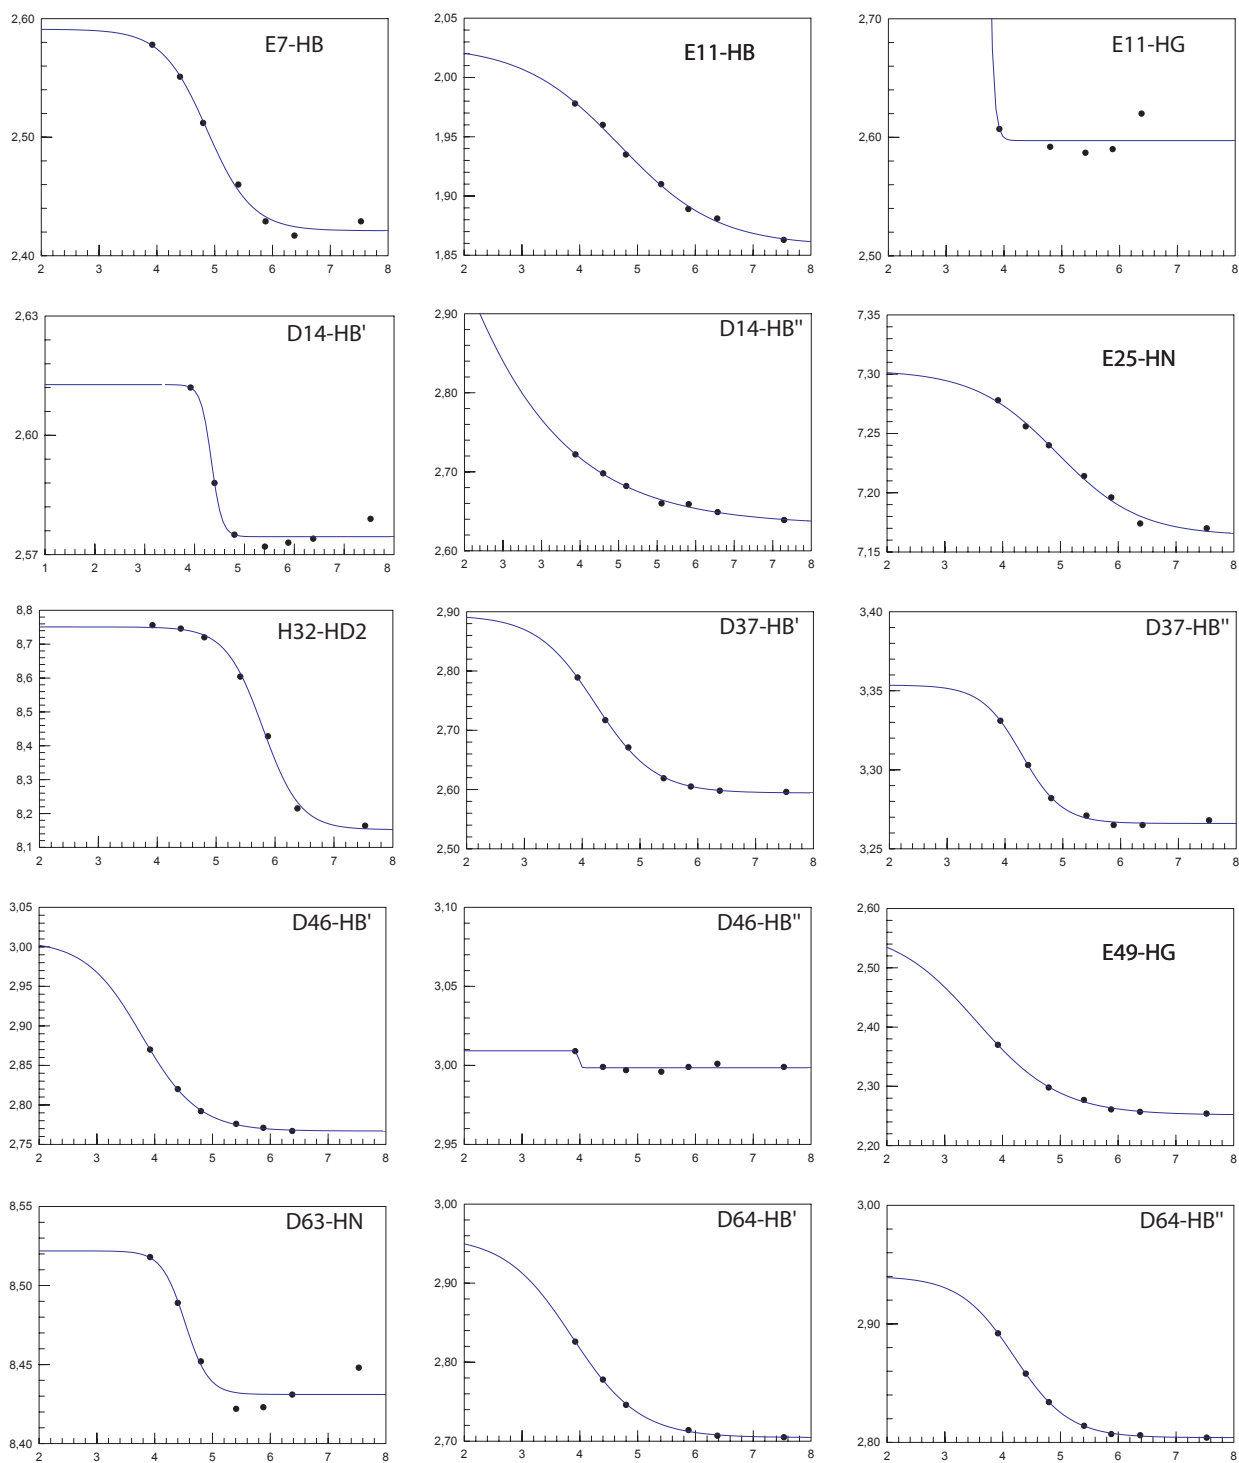 2,60 E7-HB
2,50
2,40
2 3 4 5 6 7 8
2,05
2,00 E11-HB
1,95
1,90
1,85
2 3 4 5 6 7 8
2,70 E11-HG
2,60
2,50
2 3 4 5 6 7 8
2,63 D14-HB'
2,60
2,57
1 2 3 4 5 6 7 8
2,90 D14-HB"
2,80
2,70
2,60
2 3 4 5 6 7 8
7,35
7,30 E25-HN
7,25
7,20
7,15
2 3 4 5 6 7 8
8,8 H32-HD2
8,7
8,6
8,5
8,4
8,3
8,2
8,1
2 3 4 5 6 7 8
2,90 D37-HB'
2,80
2,70
2,60
2,50
2 3 4 5 6 7 8
3,40 D37-HB"
3,35
3,30
3,25
2 3 4 5 6 7 8
3,05 D46-HB'
3,00
2,95
2,90
2,85
2,80
2,75
2 3 4 5 6 7 8
3,10 D46-HB"
3,05
3,00
2,95
2 3 4 5 6 7 8
2,60
2,50 E49-HG
2,40
2,30
2,20
2 3 4 5 6 7 8
8,55 D63-HN
8,50
8,45
8,40
2 3 4 5 6 7 8
3,00 D64-HB'
2,90
2,80
2,70
2 3 4 5 6 7 8
3,00 D64-HB"
2,90
2,80
2 3 4 5 6 7 8